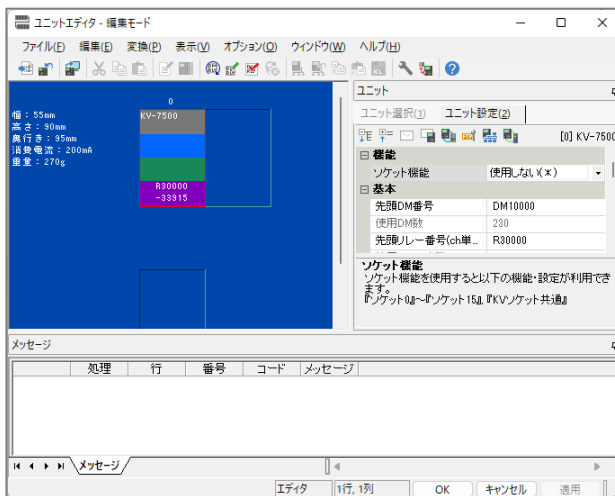 ユニットエディタ - 編集モード
ファイル(F) 編集(E) 変換(P) 表示(V) オプション(O) ウィンドウ(W) ヘルプ(H)
0
幅：55mm
高さ：90mm
奥行き：95mm
消費電流：200mA
重量：270g
KV-7500
R30000
-33915
ユニット
ユニット選択(1) ユニット設定(2)
[0] KV-7500
機能
ソケット機能 使用しない(*)
基本
先頭DM番号 DM10000
使用DM数 230
先頭リレー番号(ch単... R30000
ソケット機能
ソケット機能を使用すると以下の機能・設定が利用でき
ます。
『ソケット0』～『ソケット15』、『KVソケット共通』
メッセージ
処理 行 番号 コード メッセージ
メッセージ
エディタ 1行, 1列 OK キャンセル 適用